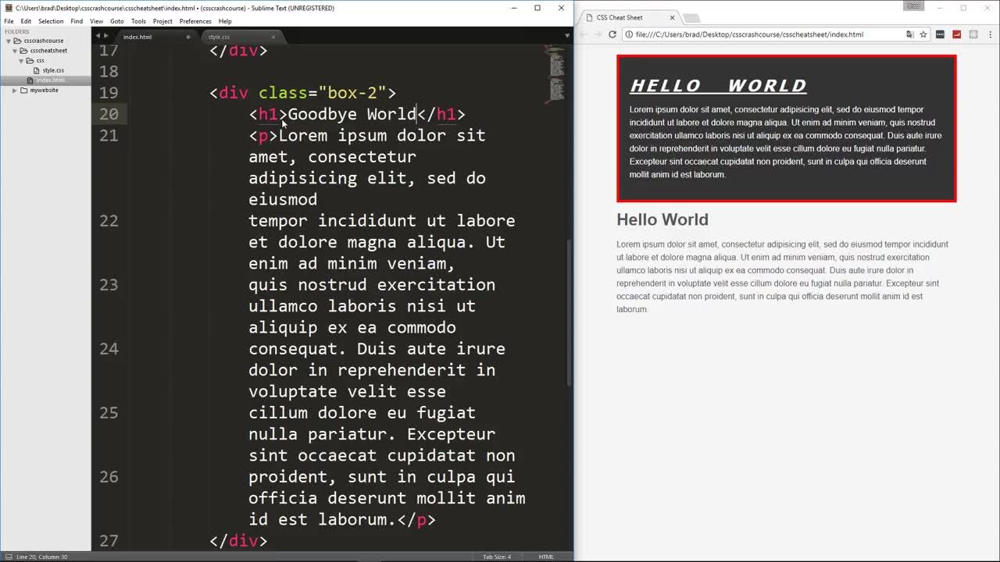 C:\Users\brad\Desktop\csscrashcourse\csscheatsheet\index.html • (csscrashcourse) - Sublime Text (UNREGISTERED)
File Edit Selection Find View Goto Tools Project Preferences Help
FOLDERS
csscrashcourse
csscheatsheet
css
style.css
index.html
mywebsite
index.html
style.css
17 </div>
18
19 <div class="box-2">
20 <h1>Goodbye World</h1>
21 <p>Lorem ipsum dolor sit
amet, consectetur
adipisicing elit, sed do
eiusmod
22 tempor incididunt ut labore
et dolore magna aliqua. Ut
enim ad minim veniam,
23 quis nostrud exercitation
ullamco laboris nisi ut
aliquip ex ea commodo
24 consequat. Duis aute irure
dolor in reprehenderit in
voluptate velit esse
25 cillum dolore eu fugiat
nulla pariatur. Excepteur
sint occaecat cupidatat non
26 proident, sunt in culpa qui
officia deserunt mollit anim
id est laborum.</p>
27 </div>
Line 20, Column 30
Tab Size: 4
HTML
Brad
CSS Cheat Sheet
file:///C:/Users/brad/Desktop/csscrashcourse/csscheatsheet/index.html
HELLO WORLD
Lorem ipsum dolor sit amet, consectetur adipisicing elit, sed do eiusmod tempor
incididunt ut labore et dolore magna aliqua. Ut enim ad minim veniam, quis nostrud
exercitation ullamco laboris nisi ut aliquip ex ea commodo consequat. Duis aute irure
dolor in reprehenderit in voluptate velit esse cillum dolore eu fugiat nulla pariatur.
Excepteur sint occaecat cupidatat non proident, sunt in culpa qui officia deserunt
mollit anim id est laborum.
Hello World
Lorem ipsum dolor sit amet, consectetur adipisicing elit, sed do eiusmod tempor incididunt
ut labore et dolore magna aliqua. Ut enim ad minim veniam, quis nostrud exercitation
ullamco laboris nisi ut aliquip ex ea commodo consequat. Duis aute irure dolor in
reprehenderit in voluptate velit esse cillum dolore eu fugiat nulla pariatur. Excepteur sint
occaecat cupidatat non proident, sunt in culpa qui officia deserunt mollit anim id est
laborum.